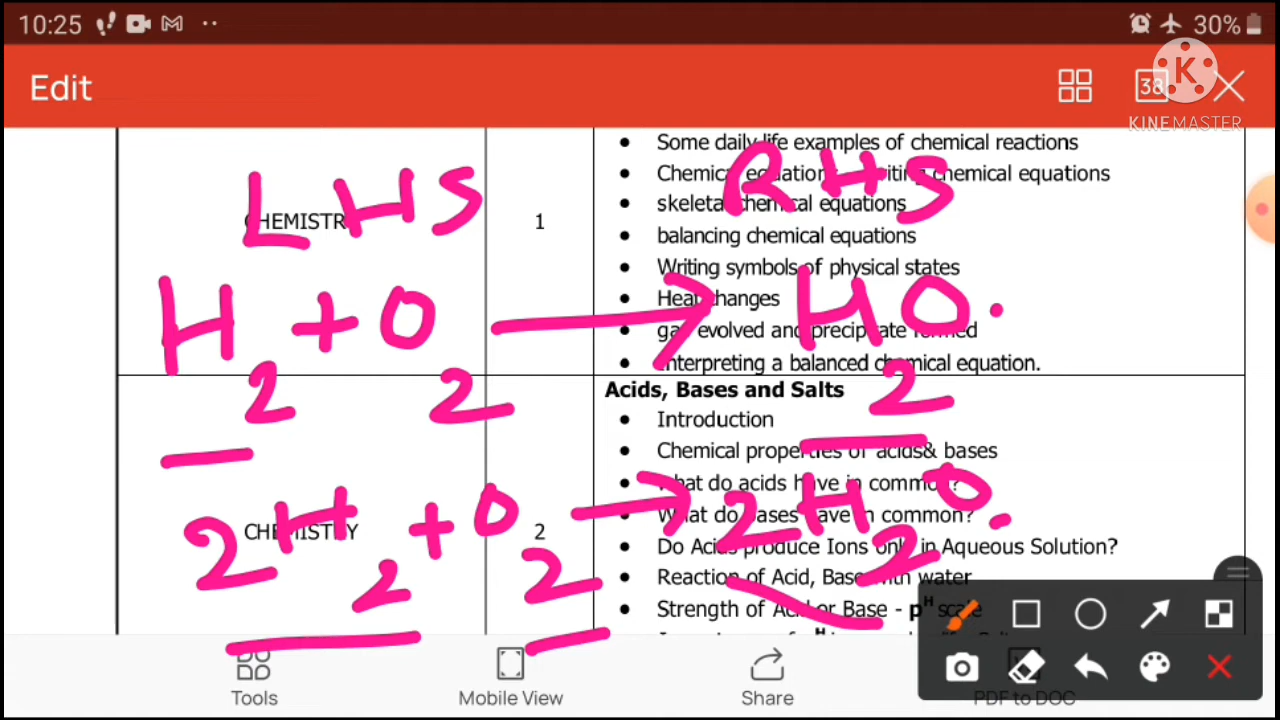 10:25
30%
Edit
38
K
KINEMASTER
Some daily life examples of chemical reactions
Chemical equations writing chemical equations
LHS
RHS
CHEMISTRY
1
skeletal chemical equations
balancing chemical equations
Writing symbols of physical states
H2 + O2 → H2O.
Heat changes
gas evolved and precipitate formed
Interpreting a balanced chemical equation.
Acids, Bases and Salts
Introduction
Chemical properties of acids& bases
What do acids have in common?
2H2 + O2 → 2H2O.
What do bases have in common?
CHEMISTRY
2
Do Acids produce Ions only in Aqueous Solution?
Reaction of Acid, Base with water
Strength of Acid or Base - pH scale
Tools
Mobile View
Share
PDF to DOC